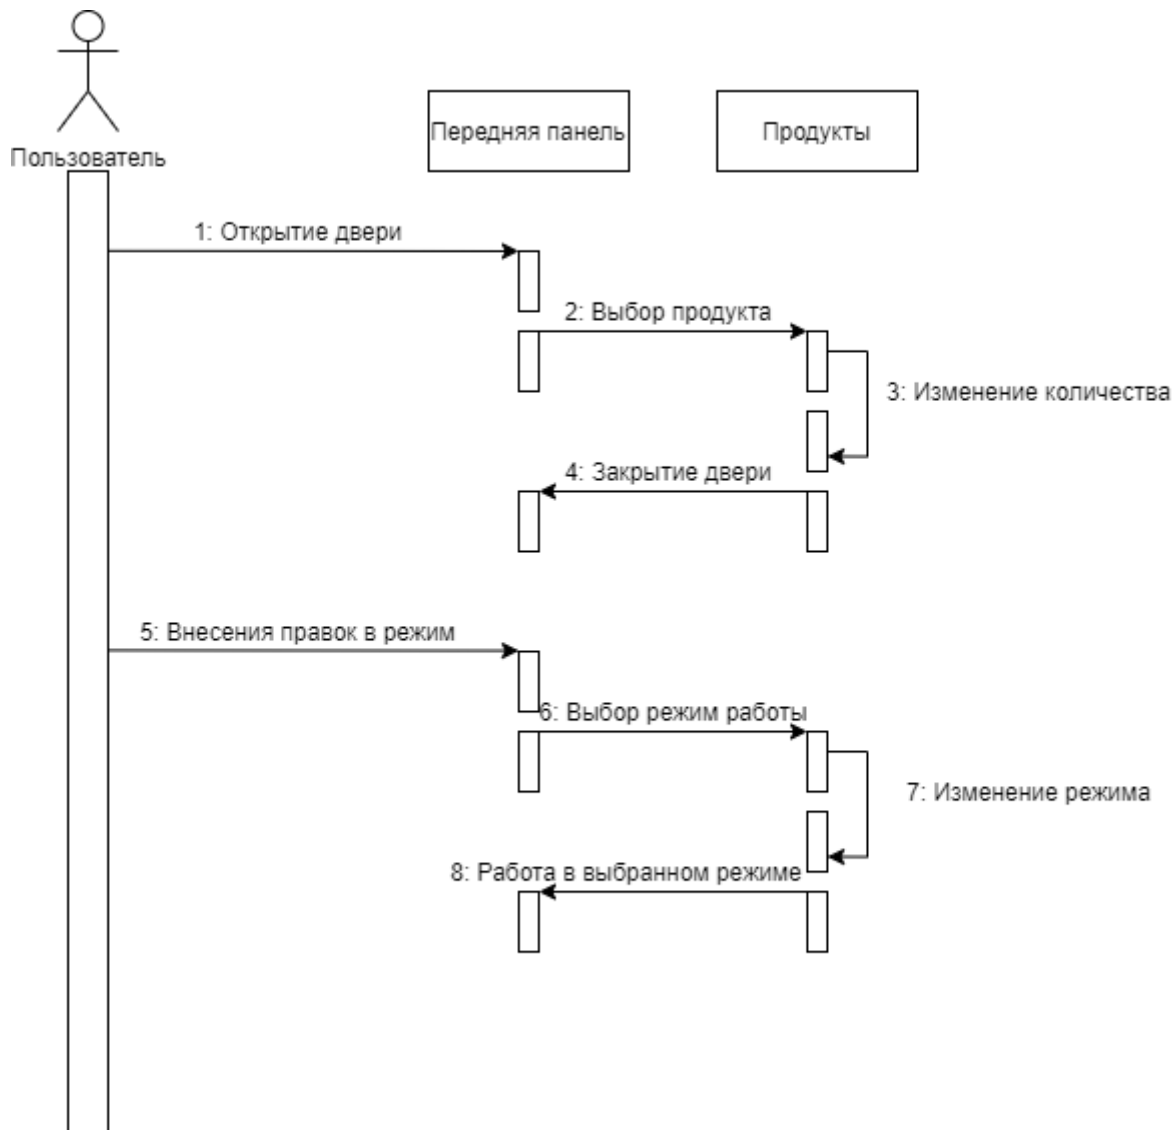 Пользователь
Передняя панель
Продукты
1: Открытие двери
2: Выбор продукта
3: Изменение количества
4: Закрытие двери
5: Внесения правок в режим
6: Выбор режим работы
7: Изменение режима
8: Работа в выбранном режиме